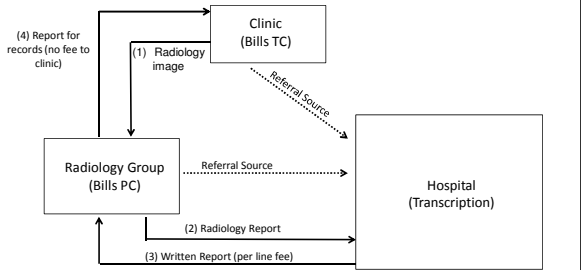 (4) Report for
records (no fee to
clinic)
Clinic
(Bills TC)
(1) Radiology
image
Referral Source
Radiology Group
(Bills PC)
Referral Source
Hospital
(Transcription)
(2) Radiology Report
(3) Written Report (per line fee)